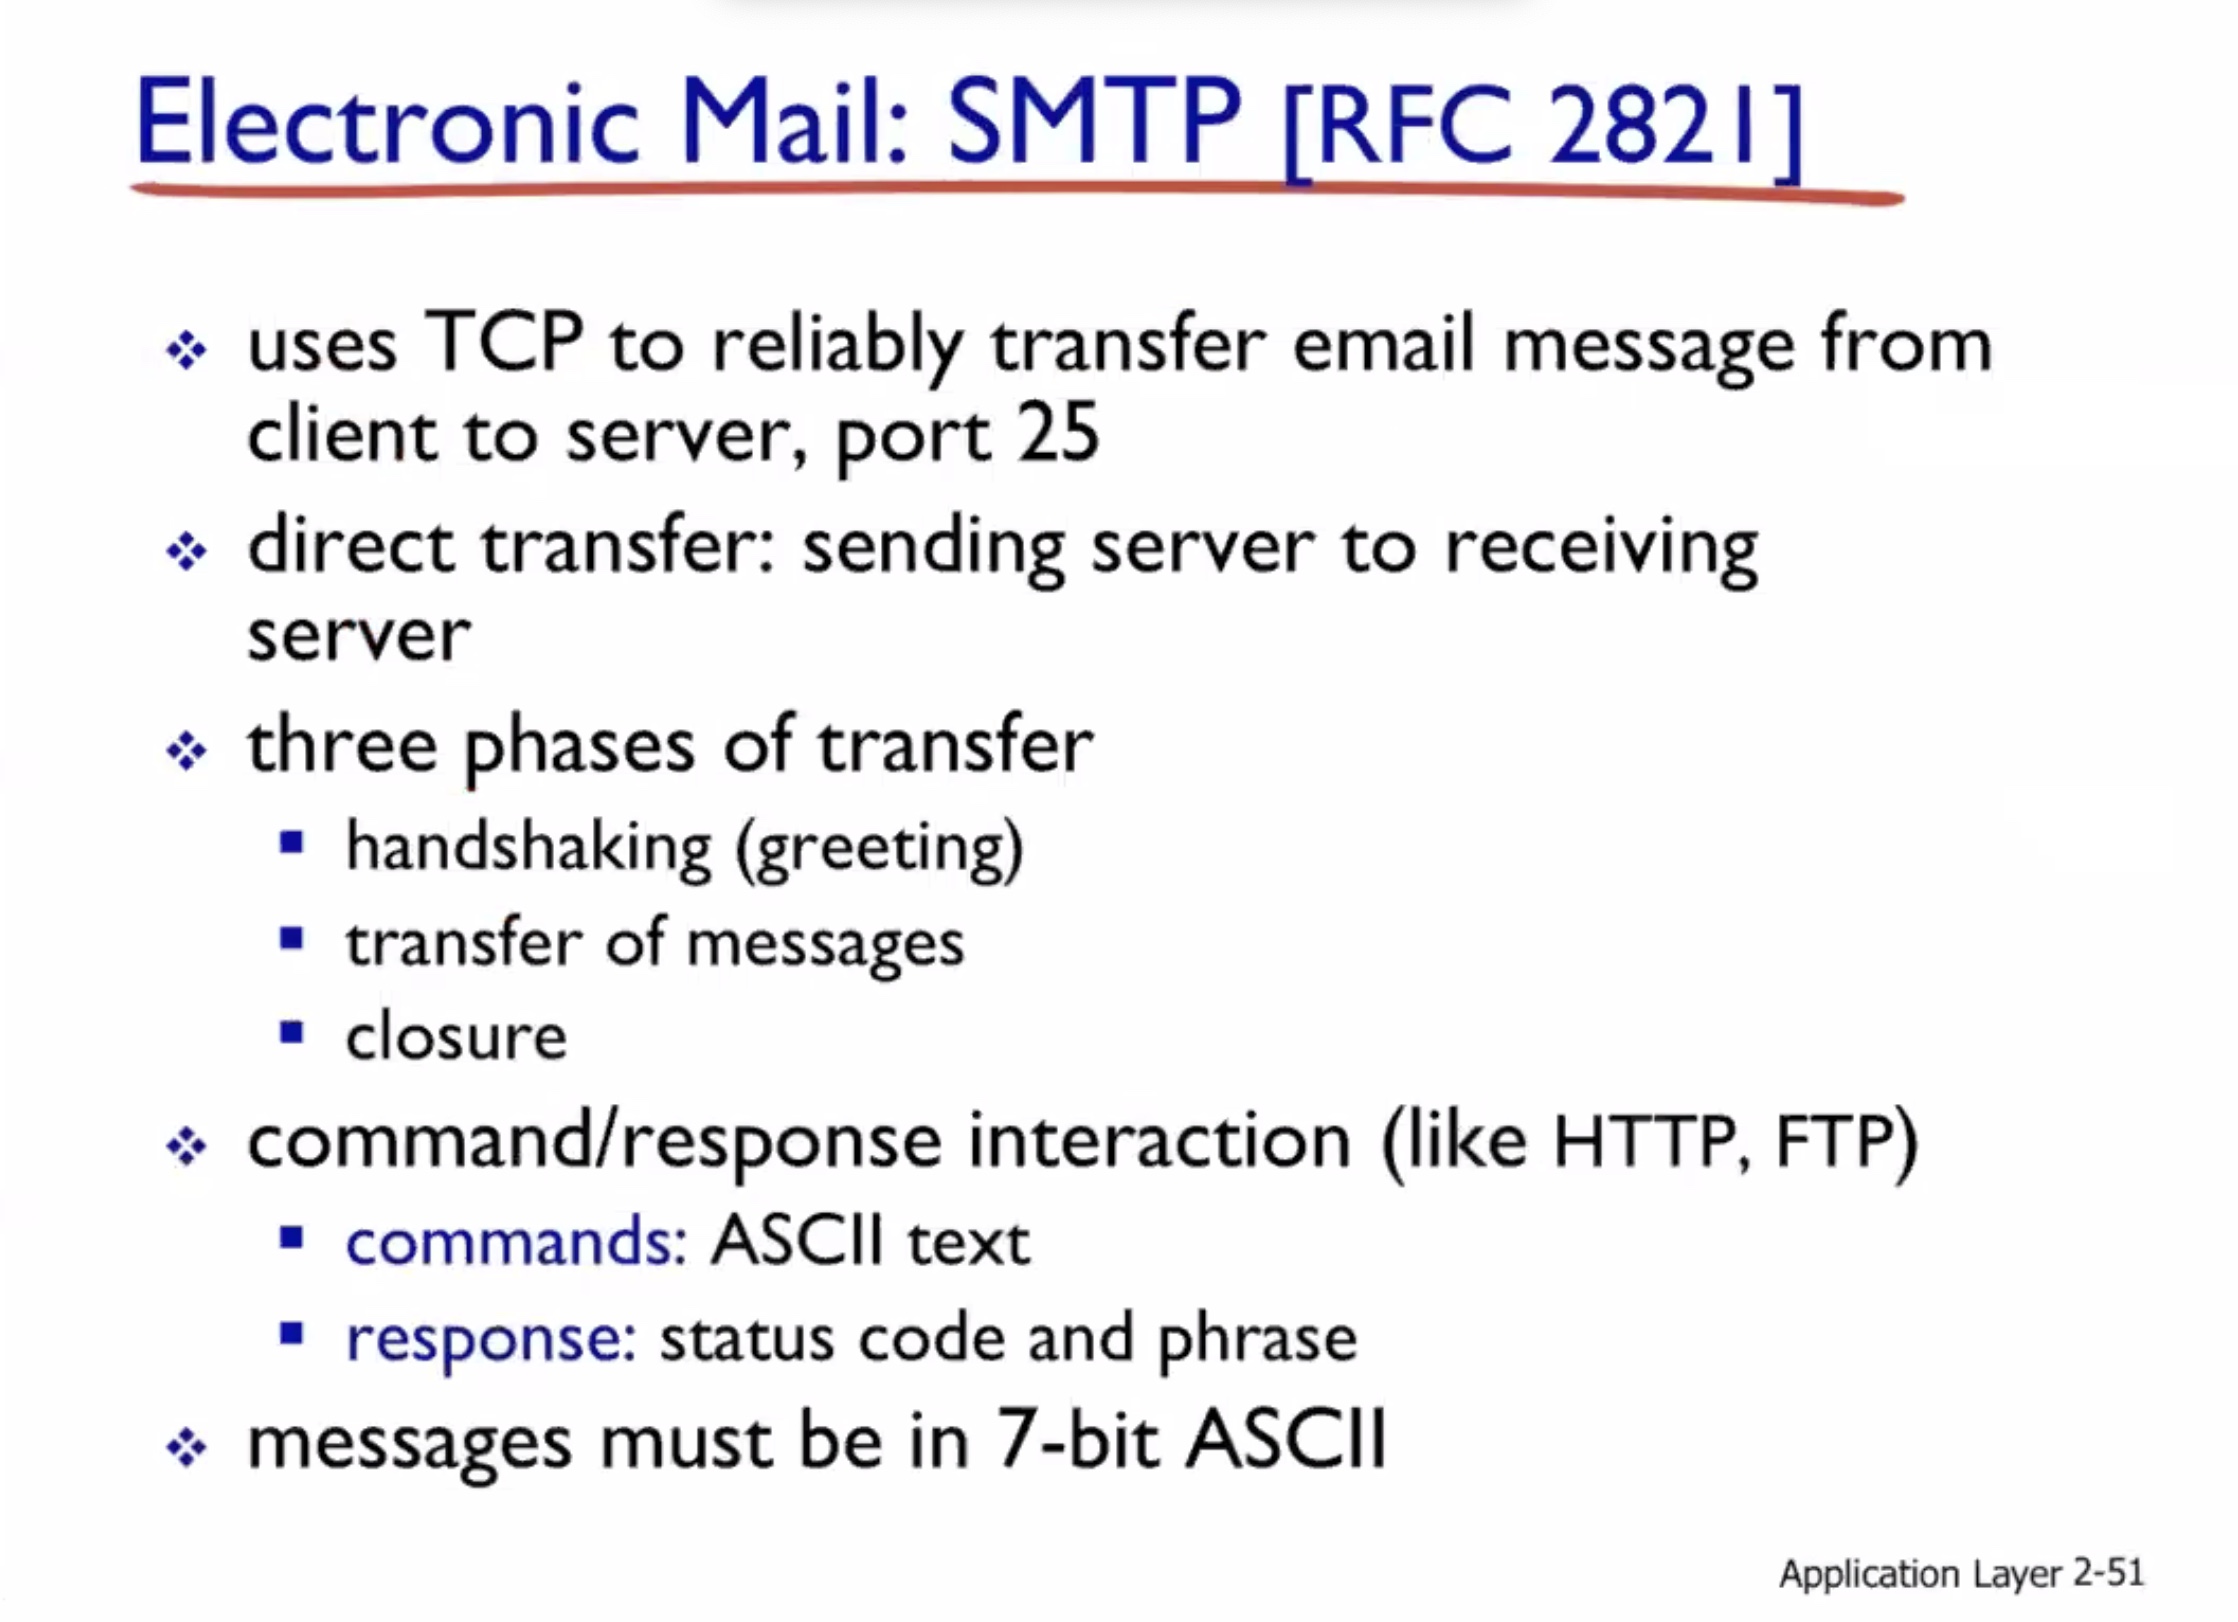 Electronic Mail: SMTP [RFC 2821]
uses TCP to reliably transfer email message from
client to server, port 25
direct transfer: sending server to receiving
server
three phases of transfer
handshaking (greeting)
transfer of messages
closure
command/response interaction (like HTTP, FTP)
commands: ASCII text
response: status code and phrase
messages must be in 7-bit ASCII
Application Layer 2-51